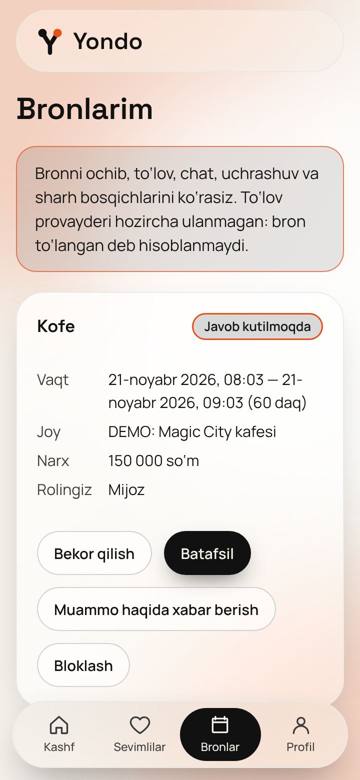 Yondo
Bronlarim
Bronni ochib, to‘lov, chat, uchrashuv va
sharh bosqichlarini ko‘rasiz. To‘lov
provayderi hozircha ulanmagan: bron
to‘langan deb hisoblanmaydi.
Kofe
Javob kutilmoqda
Vaqt 21-noyabr 2026, 08:03 — 21-
noyabr 2026, 09:03 (60 daq)
Joy DEMO: Magic City kafesi
Narx 150 000 so‘m
Rolingiz Mijoz
Bekor qilish Batafsil
Muammo haqida xabar berish
Bloklash
Kashf Sevimlilar Bronlar Profil